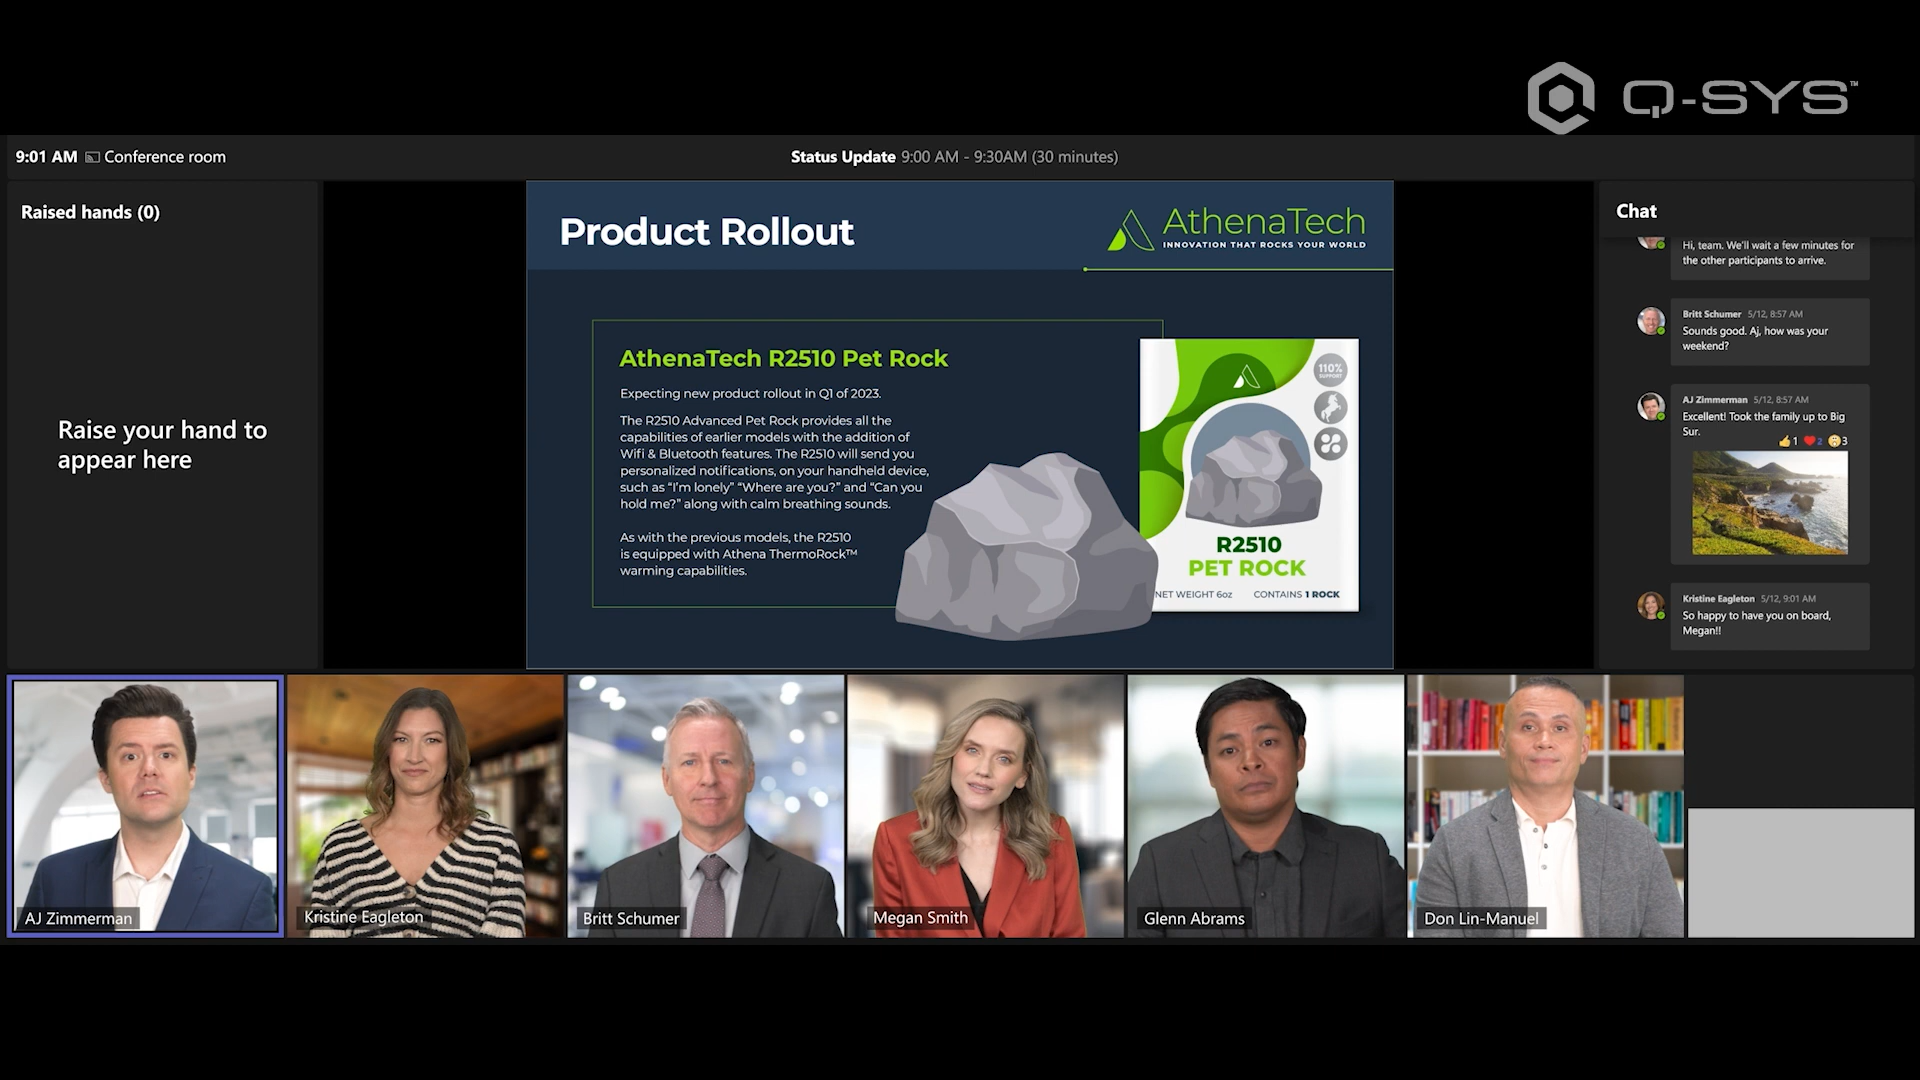 Q-SYS™
9:01 AM Conference room
Status Update 9:00 AM - 9:30AM (30 minutes)
Raised hands (0)
Raise your hand to
appear here
Product Rollout
AthenaTech
INNOVATION THAT ROCKS YOUR WORLD
AthenaTech R2510 Pet Rock
Expecting new product rollout in Q1 of 2023.
The R2510 Advanced Pet Rock provides all the
capabilities of earlier models with the addition of
Wifi & Bluetooth features. The R2510 will send you
personalized notifications, on your handheld device,
such as “I’m lonely” “Where are you?” and “Can you
hold me?” along with calm breathing sounds.
As with the previous models, the R2510
is equipped with Athena ThermoRock™
warming capabilities.
110%
SUPPORT
R2510
PET ROCK
NET WEIGHT 6oz CONTAINS 1 ROCK
Chat
Hi, team. We’ll wait a few minutes for
the other participants to arrive.
Britt Schumer 5/12, 8:57 AM
Sounds good. Aj, how was your
weekend?
AJ Zimmerman 5/12, 8:57 AM
Excellent! Took the family up to Big
Sur.
1 2 3
Kristine Eagleton 5/12, 9:01 AM
So happy to have you on board,
Megan!!
AJ Zimmerman
Kristine Eagleton
Britt Schumer
Megan Smith
Glenn Abrams
Don Lin-Manuel